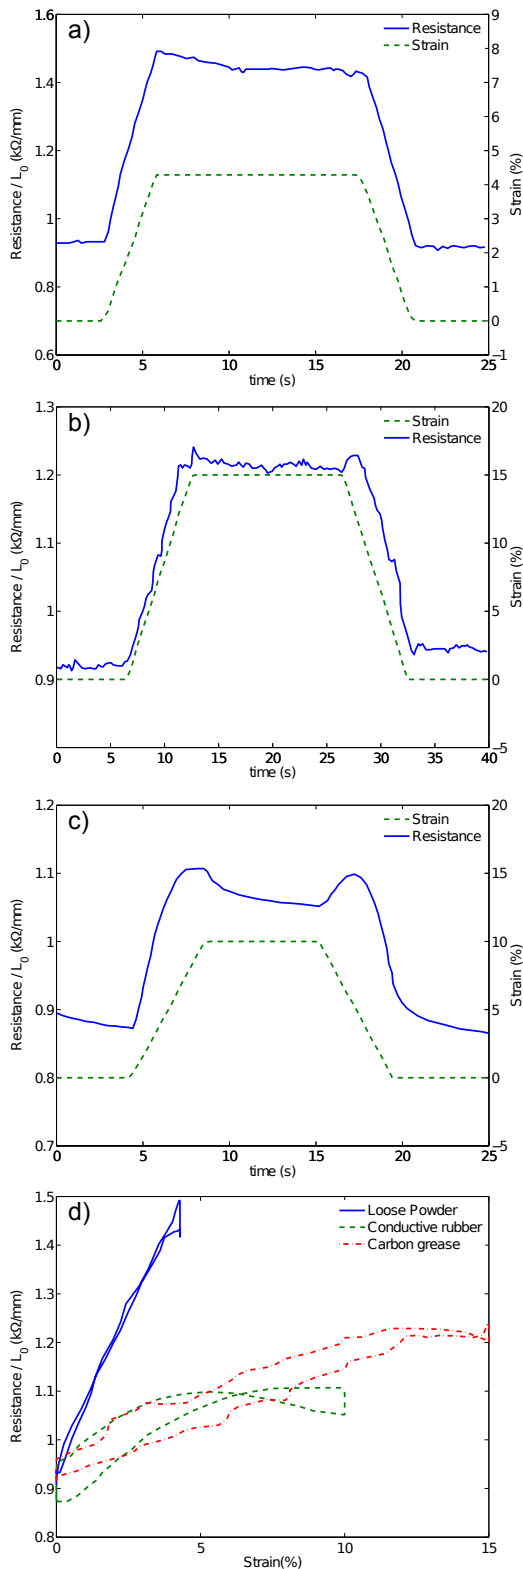 a)
Resistance
Strain
1.6
1.4
1.2
1
0.8
0.6
9
8
7
6
5
4
3
2
1
0
−1
0 5 10 15 20 25
Resistance / L0 (kΩ/mm)
Strain (%)
time (s)
b)
Strain
Resistance
1.3
1.2
1.1
1
0.9
20
15
10
5
0
−5
0 5 10 15 20 25 30 35 40
Resistance / L0 (kΩ/mm)
Strain (%)
time (s)
c)
Strain
Resistance
1.2
1.1
1
0.9
0.8
0.7
20
15
10
5
0
−5
0 5 10 15 20 25
Resistance / L0 (kΩ/mm)
Strain (%)
time (s)
d)
Loose Powder
Conductive rubber
Carbon grease
1.5
1.4
1.3
1.2
1.1
1
0.9
0.8
0 5 10 15
Resistance / L0 (kΩ/mm)
Strain(%)